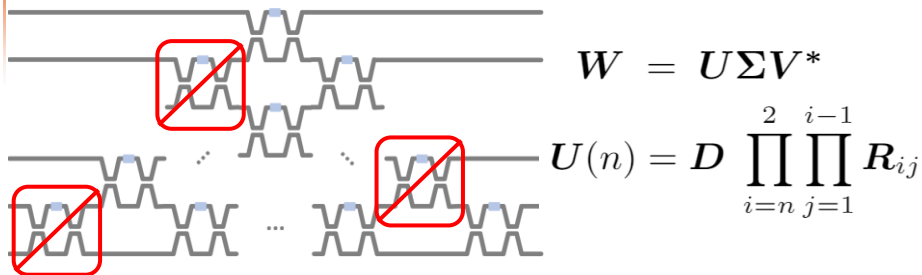 W = UΣV*
U(n) = D ∏_{i=n}^{2} ∏_{j=1}^{i-1} R_{ij}